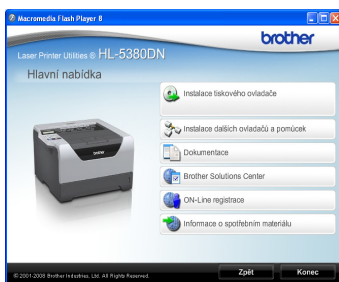 Macromedia Flash Player 8
brother
Laser Printer Utilities ® HL-5380DN
Hlavní nabídka
Instalace tiskového ovladače
Instalace dalších ovladačů a pomůcek
Dokumentace
Brother Solutions Center
ON-Line registrace
Informace o spotřebním materiálu
brother
© 2001-2008 Brother Industries, Ltd. All Rights Reserved.
Zpět
Konec